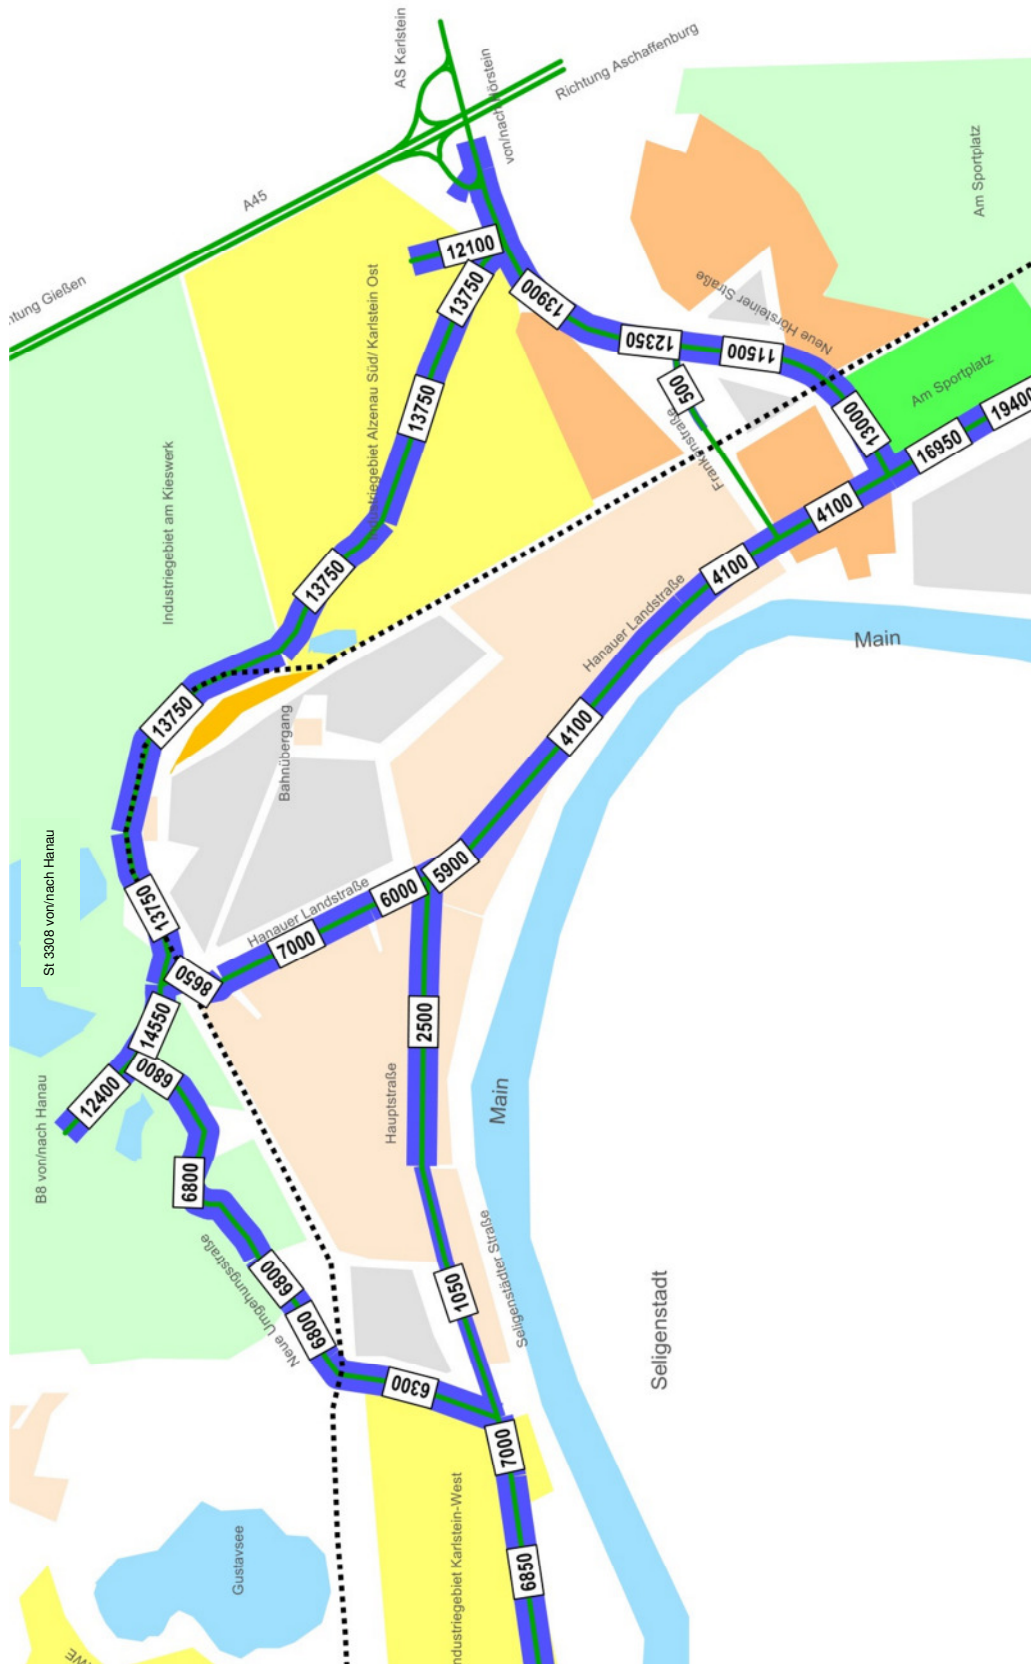 AS Karlstein
Richtung Aschaffenburg
von/nach Hörstein
A45
htung Gießen
12100
13750
13900
Industriegebiet Alzenau Süd/ Karlstein Ost
12350
11500
Neue Hörsteiner Straße
Am Sportplatz
13750
500
Frankenstraße
Am Sportplatz
13000
19400
16950
4100
Industriegebiet am Kieswerk
13750
4100
Hanauer Landstraße
Main
13750
4100
Bahnübergang
St 3308 von/nach Hanau
13750
5900
6000
Hanauer Landstraße
7000
8650
14550
2500
6800
12400
B8 von/nach Hanau
Hauptstraße
Main
6800
Neue Umgehungsstraße
6800
6800
1050
Seligenstädter Straße
Seligenstadt
6300
7000
Industriegebiet Karlstein-West
6850
Gustavsee
WE